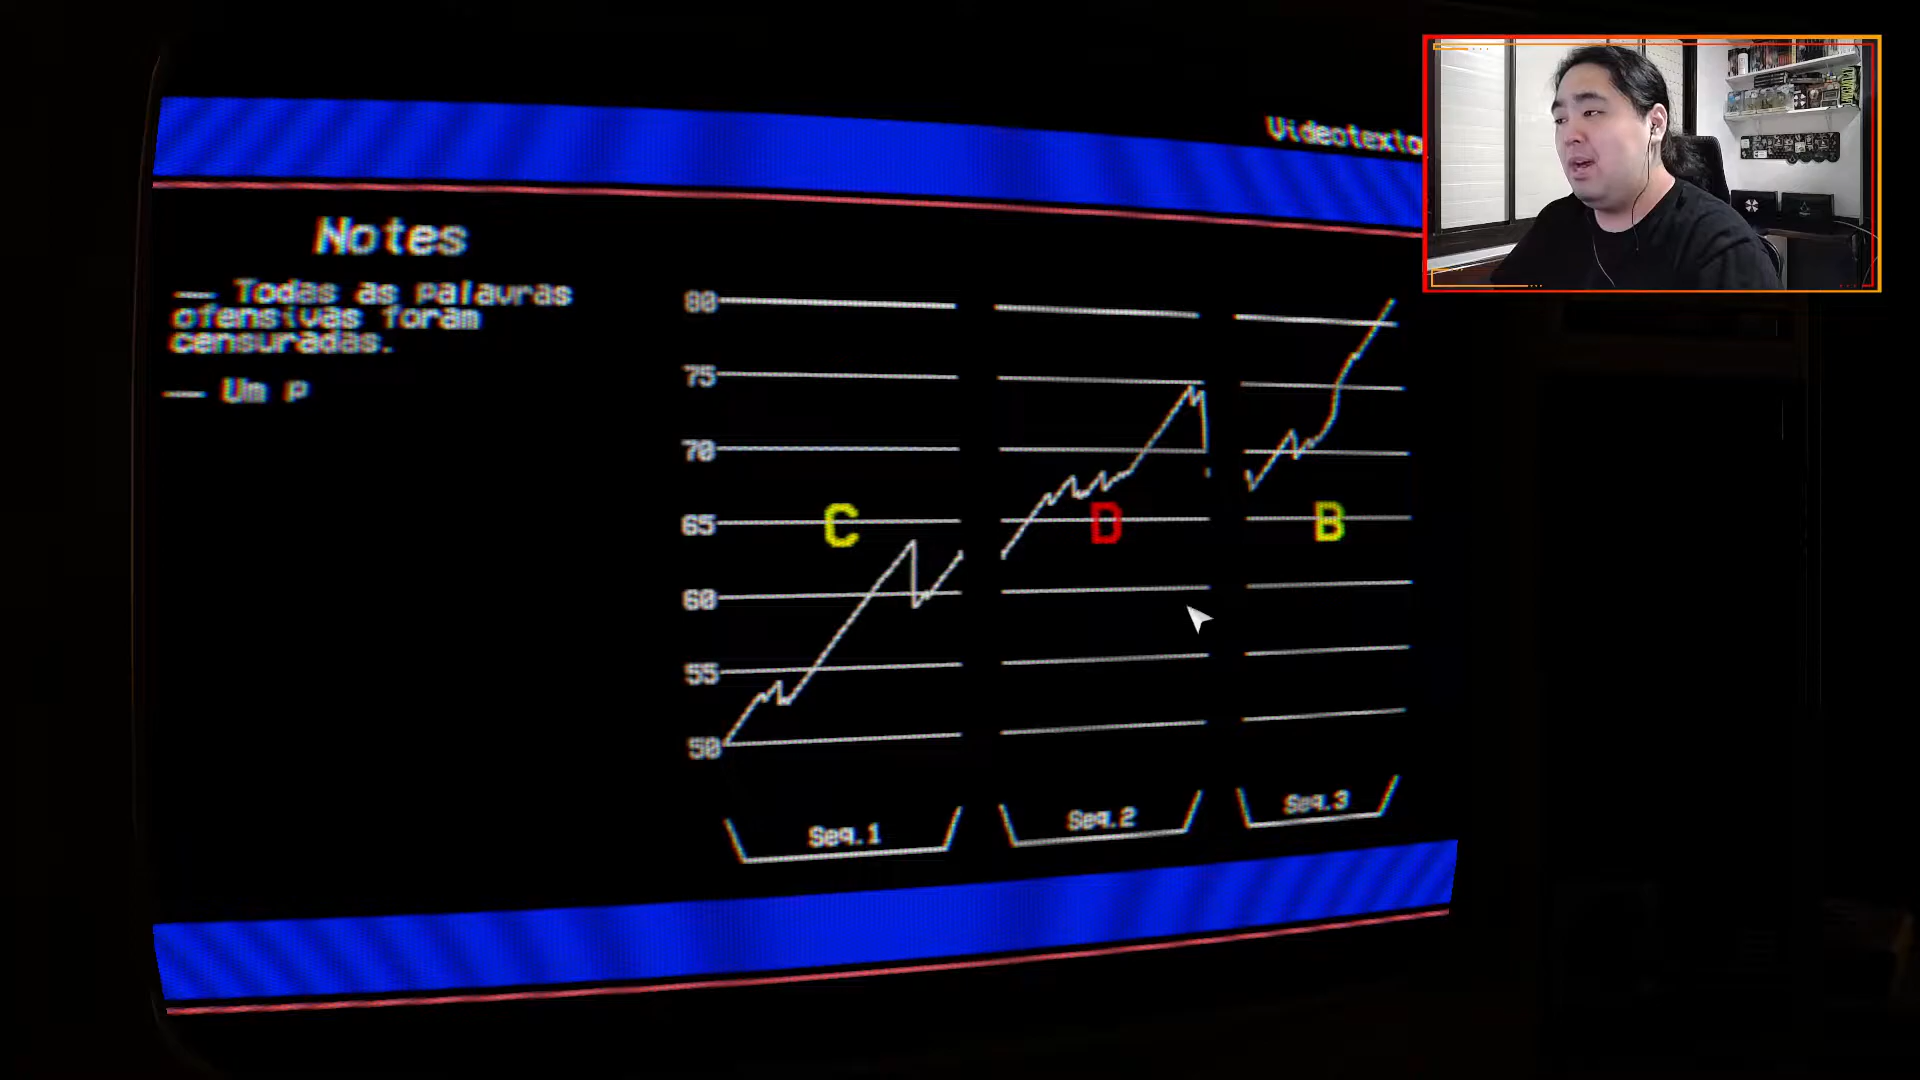 Videotexto
Notes
— Todas as palavras
ofensivas foram
censuradas.
— Um p
80
75
70
65
60
55
50
C
D
B
Seq.1
Seq.2
Seq.3